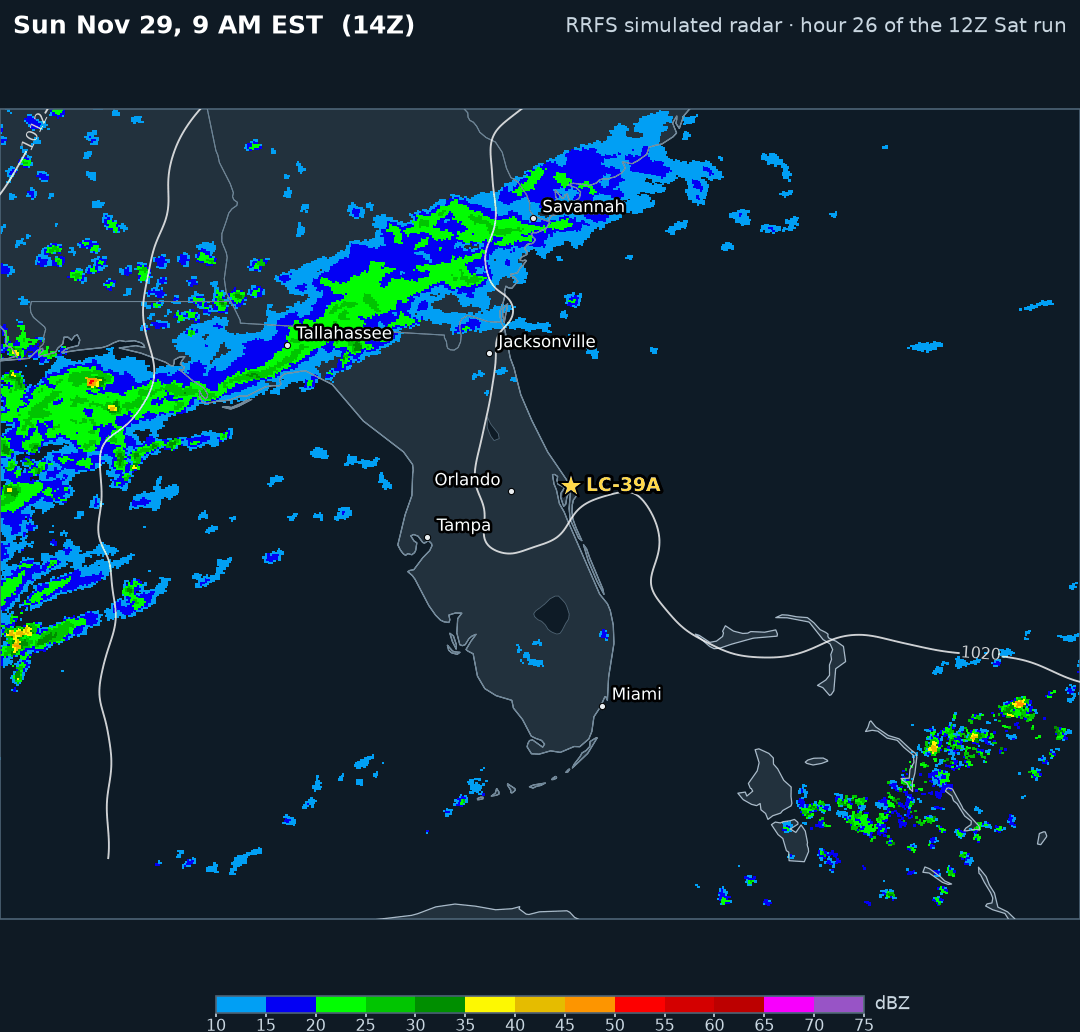 Sun Nov 29, 9 AM EST  (14Z)
RRFS simulated radar · hour 26 of the 12Z Sat run
1012
Savannah
Tallahassee
Jacksonville
Orlando
LC-39A
Tampa
1020
Miami
dBZ
10 15 20 25 30 35 40 45 50 55 60 65 70 75